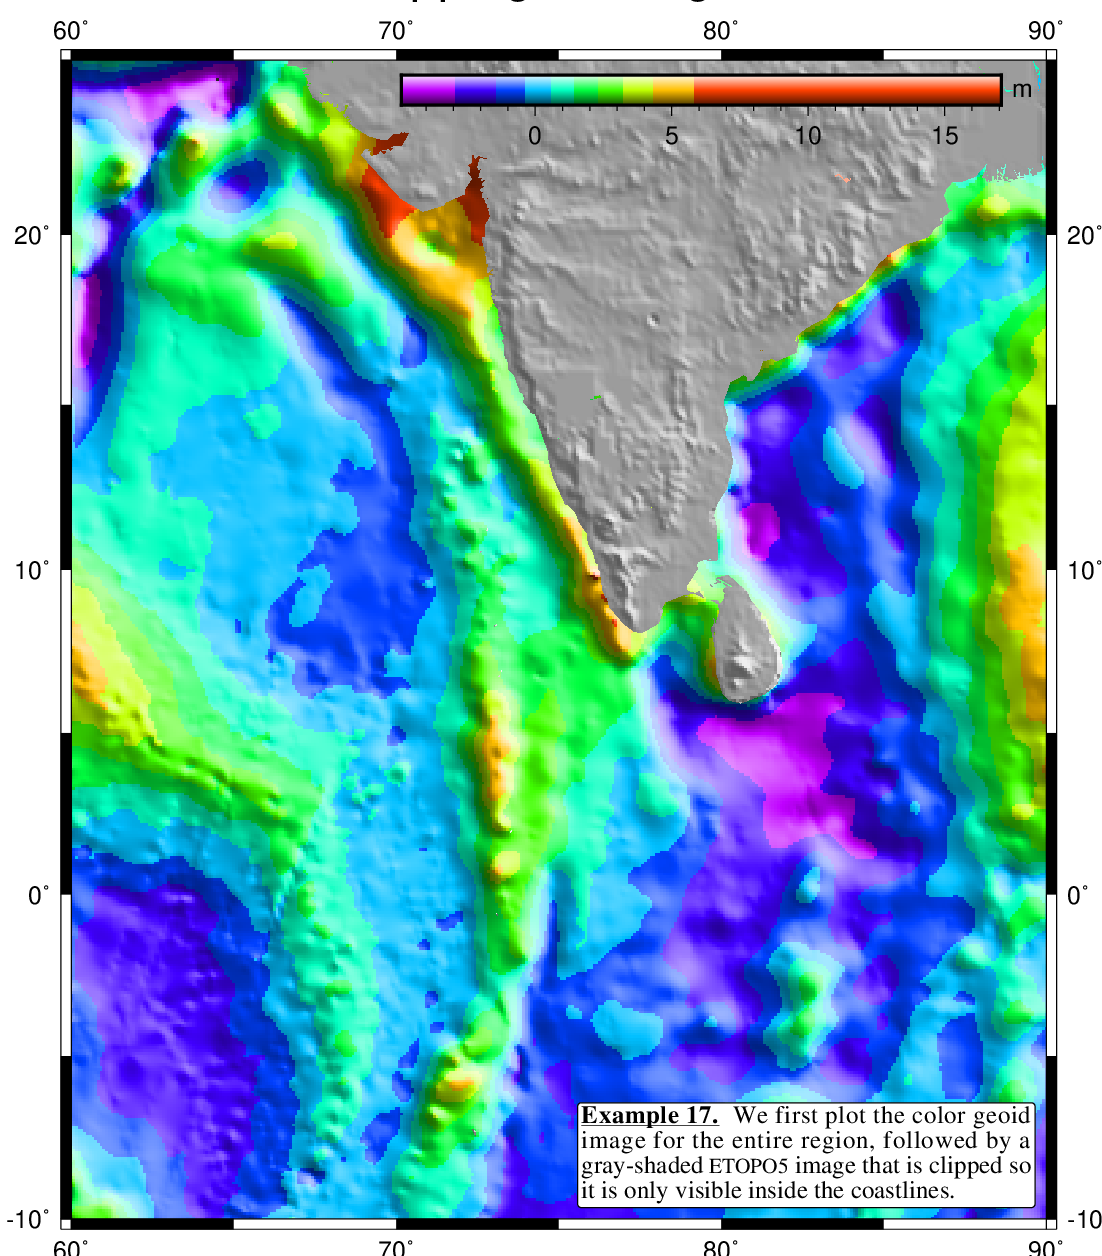 60° 70° 80° 90°
m
0 5 10 15
20° 20°
10° 10°
0° 0°
Example 17. We first plot the color geoid
image for the entire region, followed by a
gray-shaded ETOPO5 image that is clipped so
it is only visible inside the coastlines.
-10° -10
60° 70° 80° 90°